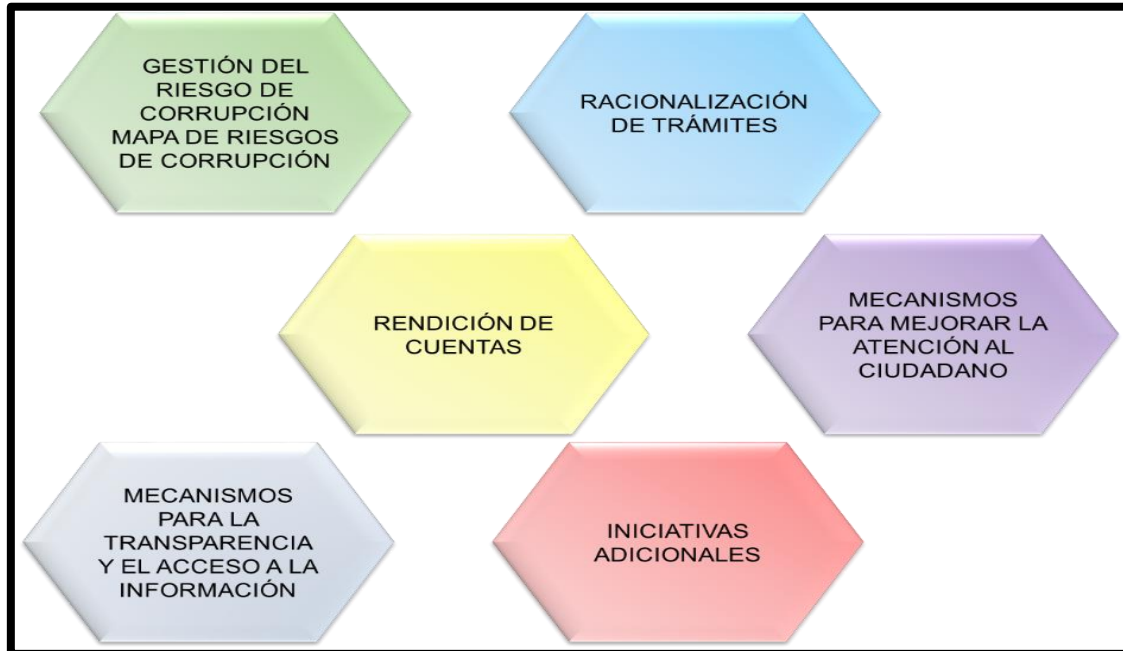 GESTIÓN DEL
RIESGO DE
CORRUPCIÓN
MAPA DE RIESGOS
DE CORRUPCIÓN
RACIONALIZACIÓN
DE TRÁMITES
RENDICIÓN DE
CUENTAS
MECANISMOS
PARA MEJORAR LA
ATENCIÓN AL
CIUDADANO
MECANISMOS
PARA LA
TRANSPARENCIA
Y EL ACCESO A LA
INFORMACIÓN
INICIATIVAS
ADICIONALES